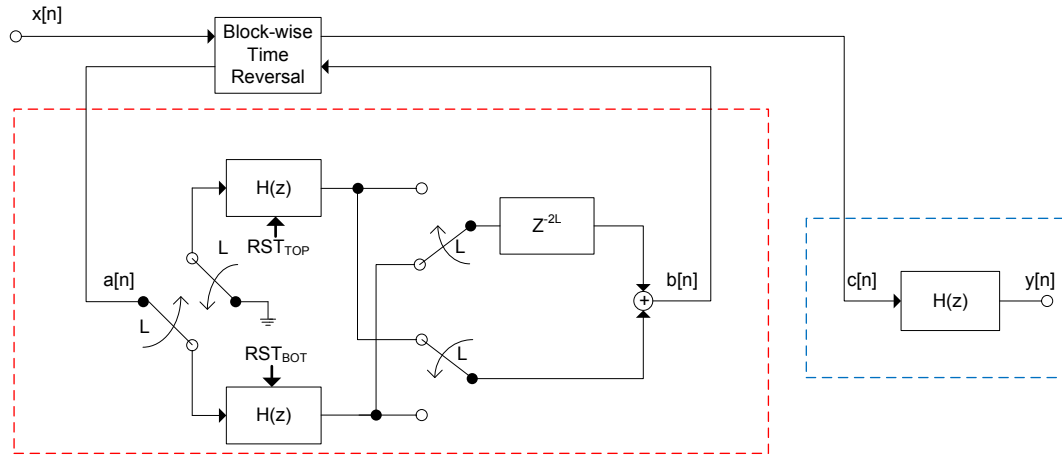 x[n]
Block-wise
Time
Reversal
H(z)
RST_TOP
L
L
Z^-2L
a[n]
L
b[n]
c[n]
y[n]
H(z)
+
L
RST_BOT
H(z)